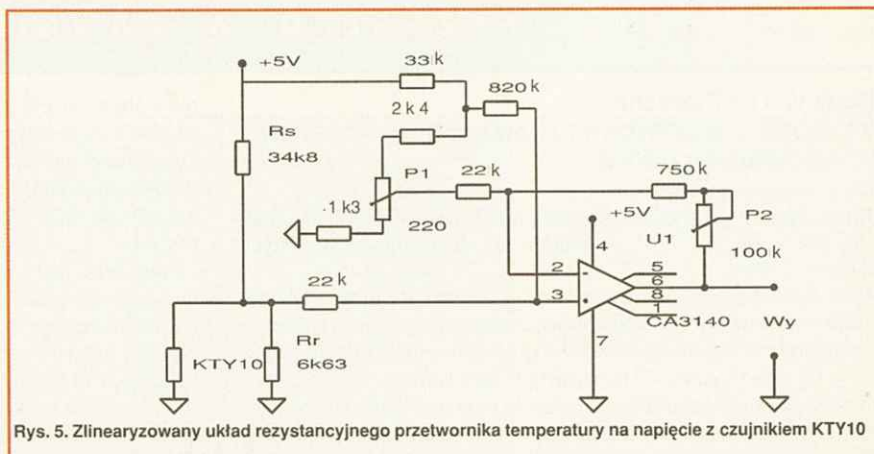 +5V
33k
820k
2k4
Rs
34k8
P1
22k
750k
.1k3
220
+5V
P2
U1
100k
4
2
-
5
6
22k
3
8
1
CA3140
Wy
7
KTY10
Rr
6k63
Rys. 5. Zlinearyzowany układ rezystancyjnego przetwornika temperatury na napięcie z czujnikiem KTY10